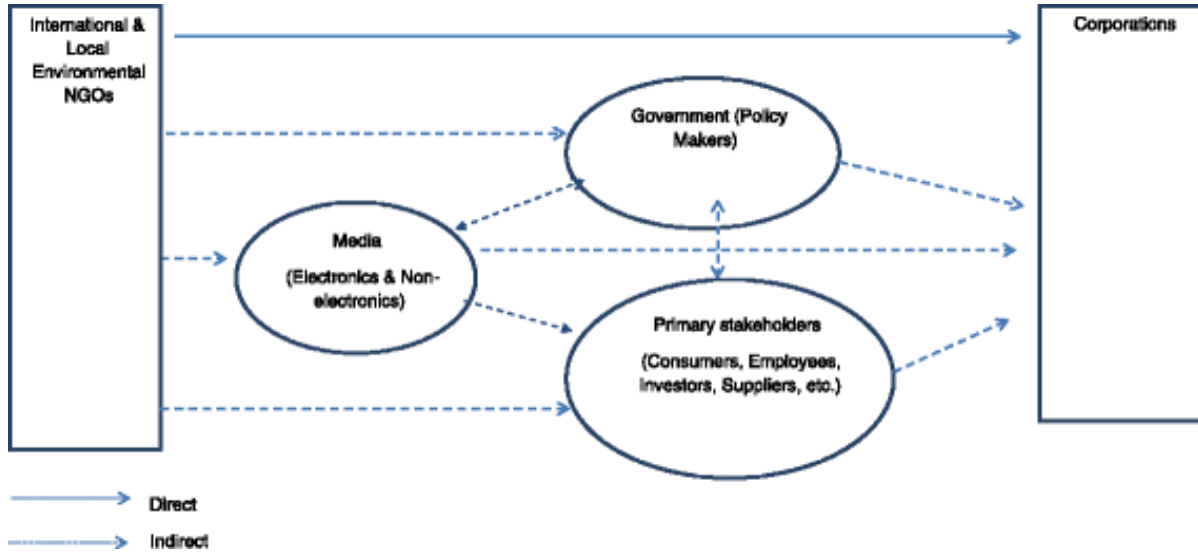 International &
Local
Environmental
NGOs
Corporations
Government (Policy
Makers)
Media
(Electronics & Non-
electronics)
Primary stakeholders
(Consumers, Employees,
Investors, Suppliers, etc.)
Direct
Indirect